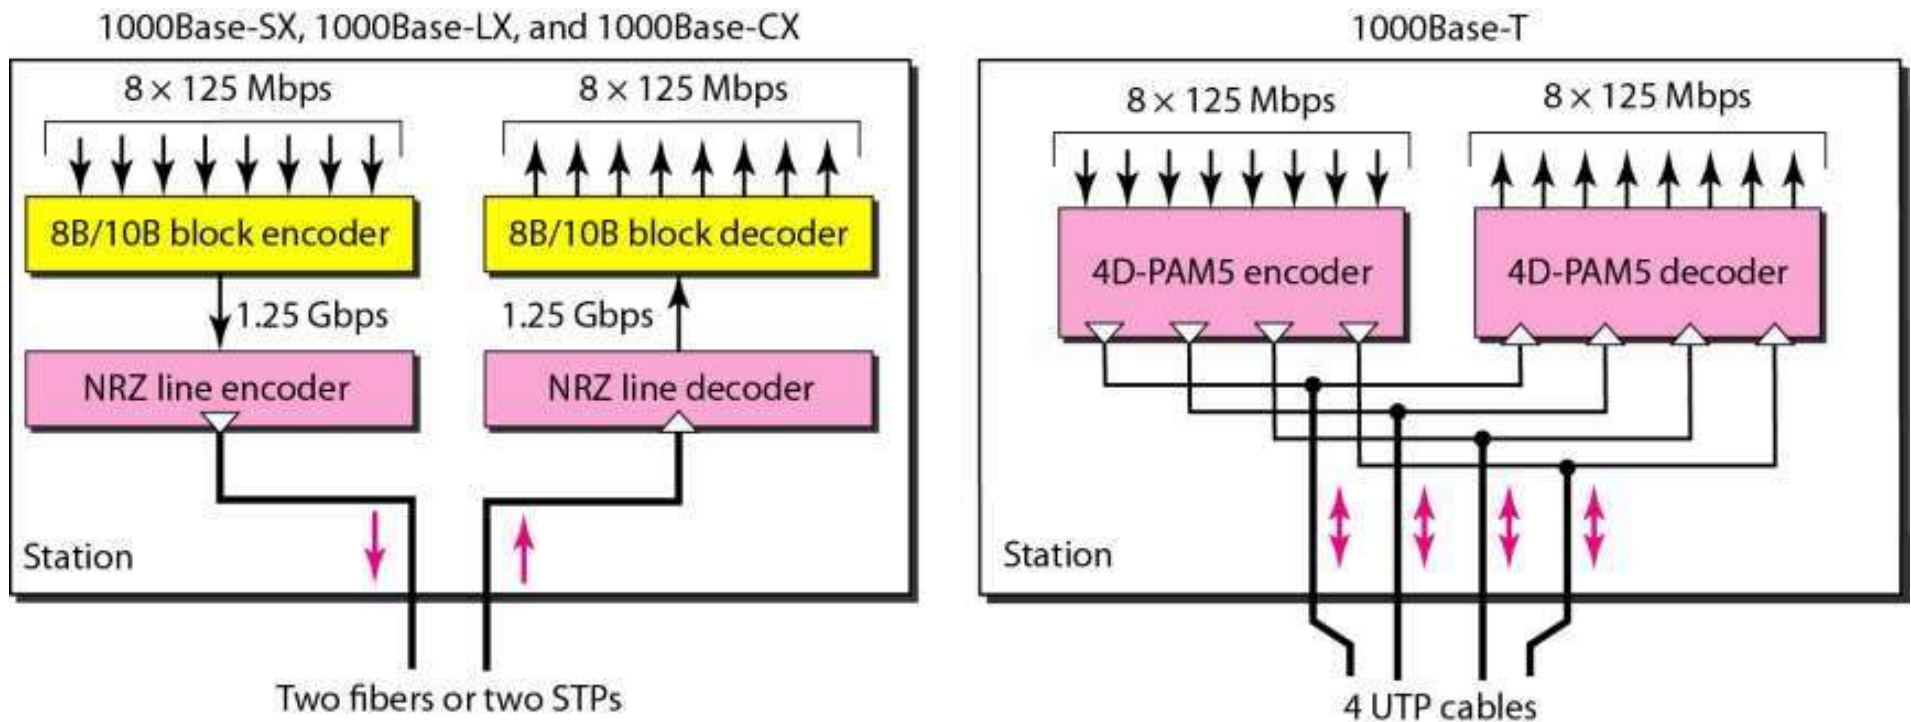 1000Base-SX, 1000Base-LX, and 1000Base-CX
8 × 125 Mbps
8 × 125 Mbps
8B/10B block encoder
8B/10B block decoder
1.25 Gbps
1.25 Gbps
NRZ line encoder
NRZ line decoder
Station
Two fibers or two STPs
1000Base-T
8 × 125 Mbps
8 × 125 Mbps
4D-PAM5 encoder
4D-PAM5 decoder
Station
4 UTP cables